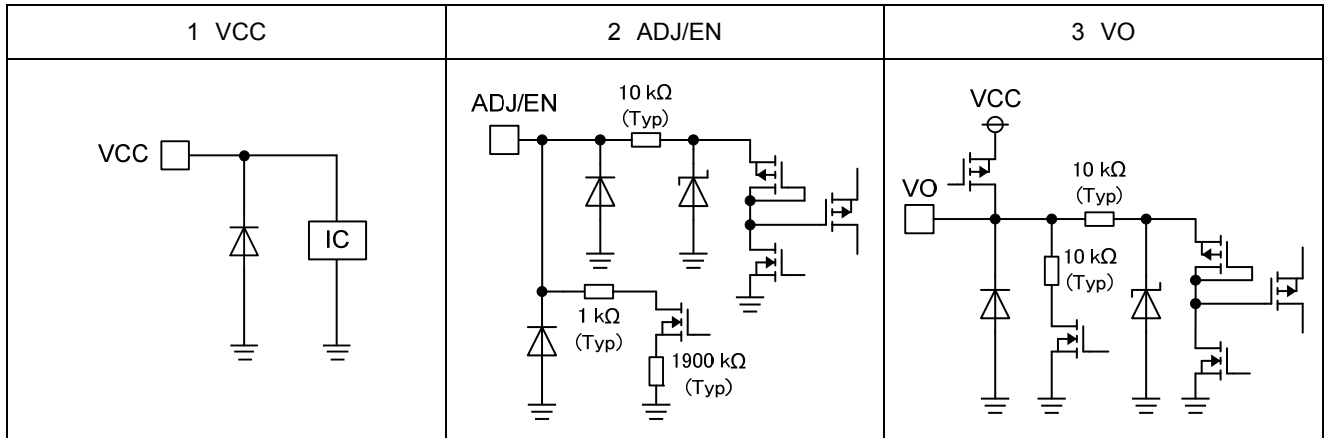 1 VCC
2 ADJ/EN
3 VO
VCC
IC
ADJ/EN
10 kΩ
(Typ)
1 kΩ
(Typ)
1900 kΩ
(Typ)
VCC
VO
10 kΩ
(Typ)
10 kΩ
(Typ)